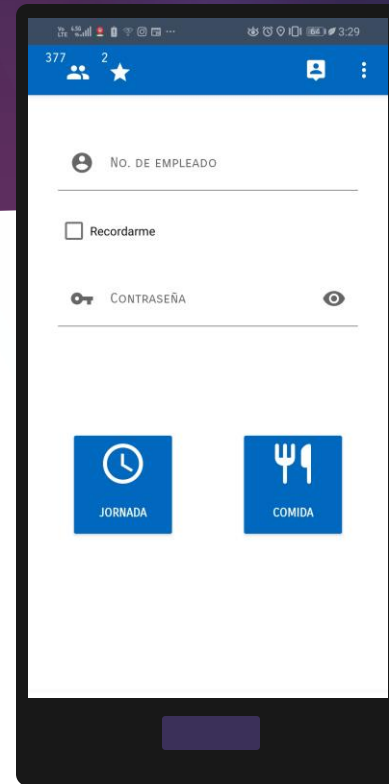 3:29
377 2
NO. DE EMPLEADO
Recordarme
CONTRASEÑA
JORNADA COMIDA